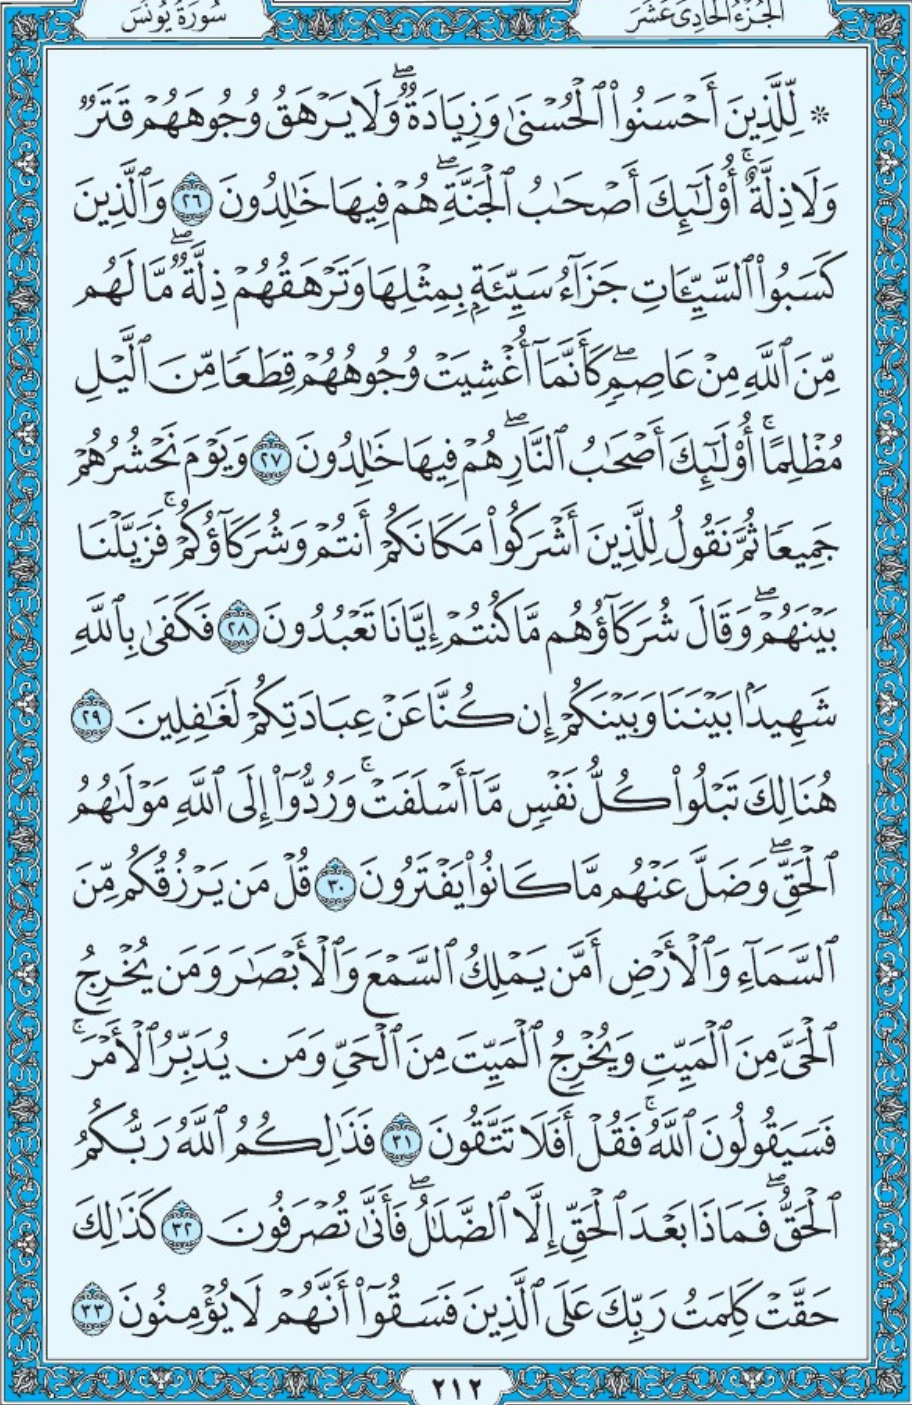 الجُزْءُ الحَادِىَ عَشَرَ
سُورَةُ يُونُسَ
۞ لِّلَّذِينَ أَحْسَنُوا۟ ٱلْحُسْنَىٰ وَزِيَادَةٌ ۖ وَلَا يَرْهَقُ وُجُوهَهُمْ قَتَرٌ
وَلَا ذِلَّةٌ ۚ أُو۟لَٰٓئِكَ أَصْحَٰبُ ٱلْجَنَّةِ ۖ هُمْ فِيهَا خَٰلِدُونَ ٢٦ وَٱلَّذِينَ
كَسَبُوا۟ ٱلسَّيِّـَٔاتِ جَزَآءُ سَيِّئَةٍۭ بِمِثْلِهَا وَتَرْهَقُهُمْ ذِلَّةٌ ۖ مَّا لَهُم
مِّنَ ٱللَّهِ مِنْ عَاصِمٍ ۖ كَأَنَّمَآ أُغْشِيَتْ وُجُوهُهُمْ قِطَعًا مِّنَ ٱلَّيْلِ
مُظْلِمًا ۚ أُو۟لَٰٓئِكَ أَصْحَٰبُ ٱلنَّارِ ۖ هُمْ فِيهَا خَٰلِدُونَ ٢٧ وَيَوْمَ نَحْشُرُهُمْ
جَمِيعًا ثُمَّ نَقُولُ لِلَّذِينَ أَشْرَكُوا۟ مَكَانَكُمْ أَنتُمْ وَشُرَكَآؤُكُمْ ۚ فَزَيَّلْنَا
بَيْنَهُمْ ۖ وَقَالَ شُرَكَآؤُهُم مَّا كُنتُمْ إِيَّانَا تَعْبُدُونَ ٢٨ فَكَفَىٰ بِٱللَّهِ
شَهِيدًۢا بَيْنَنَا وَبَيْنَكُمْ إِن كُنَّا عَنْ عِبَادَتِكُمْ لَغَٰفِلِينَ ٢٩
هُنَالِكَ تَبْلُوا۟ كُلُّ نَفْسٍ مَّآ أَسْلَفَتْ ۚ وَرُدُّوٓا۟ إِلَى ٱللَّهِ مَوْلَىٰهُمُ
ٱلْحَقِّ ۖ وَضَلَّ عَنْهُم مَّا كَانُوا۟ يَفْتَرُونَ ٣٠ قُلْ مَن يَرْزُقُكُم مِّنَ
ٱلسَّمَآءِ وَٱلْأَرْضِ أَمَّن يَمْلِكُ ٱلسَّمْعَ وَٱلْأَبْصَٰرَ وَمَن يُخْرِجُ
ٱلْحَىَّ مِنَ ٱلْمَيِّتِ وَيُخْرِجُ ٱلْمَيِّتَ مِنَ ٱلْحَىِّ وَمَن يُدَبِّرُ ٱلْأَمْرَ ۚ
فَسَيَقُولُونَ ٱللَّهُ ۚ فَقُلْ أَفَلَا تَتَّقُونَ ٣١ فَذَٰلِكُمُ ٱللَّهُ رَبُّكُمُ
ٱلْحَقُّ ۖ فَمَاذَا بَعْدَ ٱلْحَقِّ إِلَّا ٱلضَّلَٰلُ ۖ فَأَنَّىٰ تُصْرَفُونَ ٣٢ كَذَٰلِكَ
حَقَّتْ كَلِمَتُ رَبِّكَ عَلَى ٱلَّذِينَ فَسَقُوٓا۟ أَنَّهُمْ لَا يُؤْمِنُونَ ٣٣
٢١٢